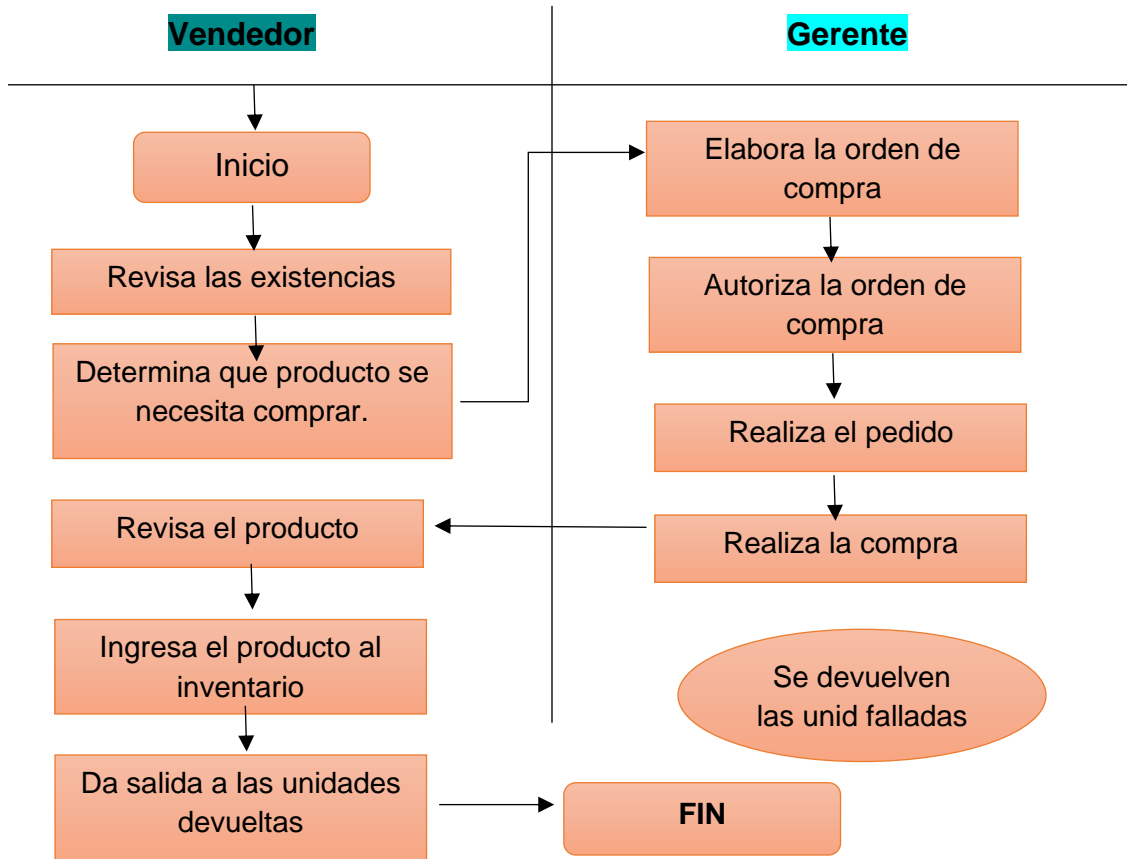 Vendedor
Gerente
Inicio
Revisa las existencias
Determina que producto se
necesita comprar.
Elabora la orden de
compra
Autoriza la orden de
compra
Realiza el pedido
Realiza la compra
Revisa el producto
Ingresa el producto al
inventario
Se devuelven
las unid falladas
Da salida a las unidades
devueltas
FIN